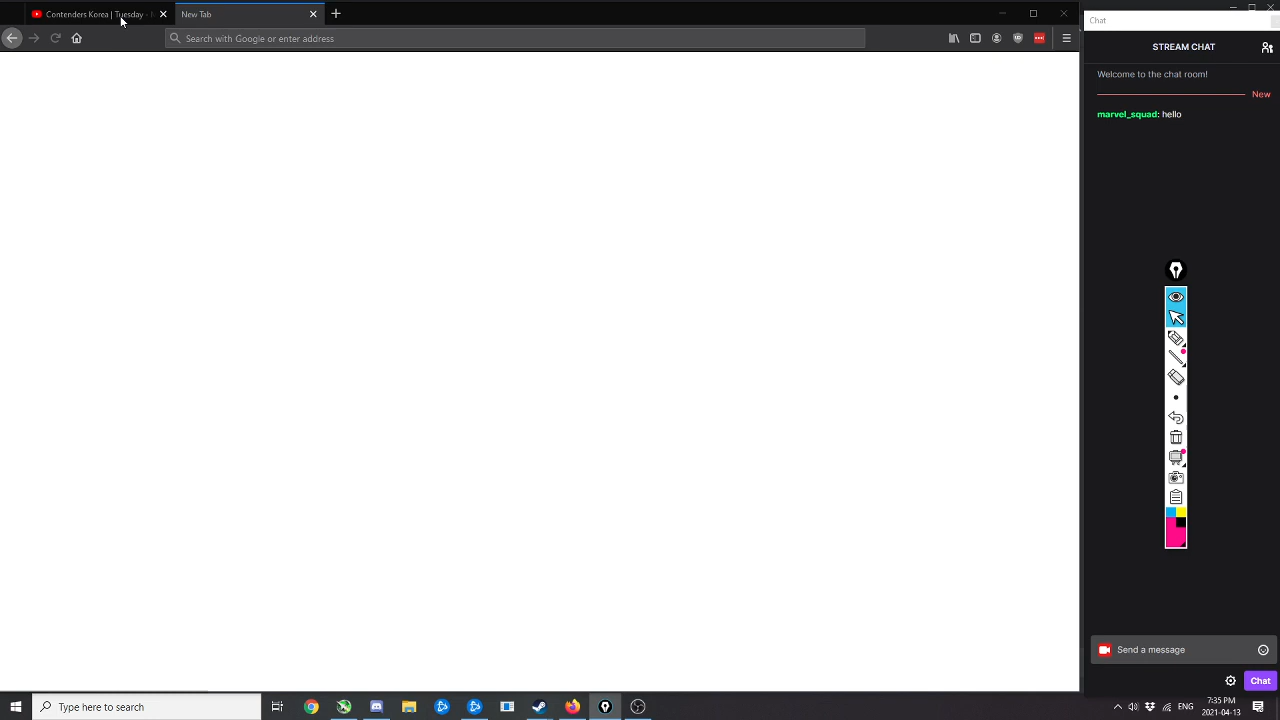 Contenders Korea | Tuesday -
New Tab
Search with Google or enter address
Chat
STREAM CHAT
Welcome to the chat room!
New
marvel_squad: hello
Send a message
Chat
Type here to search
ENG
7:35 PM
2021-04-13